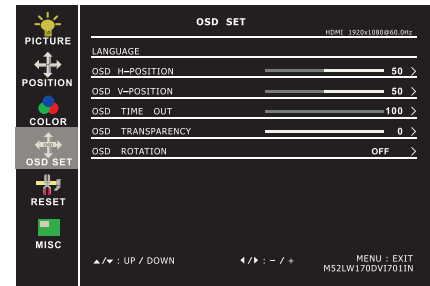 OSD SET
HDMI 1920x1080@60.0Hz
PICTURE
POSITION
COLOR
OSD
OSD SET
RESET
MISC
LANGUAGE
OSD H-POSITION 50 >
OSD V-POSITION 50 >
OSD TIME OUT 100 >
OSD TRANSPARENCY 0 >
OSD ROTATION OFF >
▲/▼ : UP / DOWN ◀/▶ : - / + MENU : EXIT
M52LW170DVI701IN